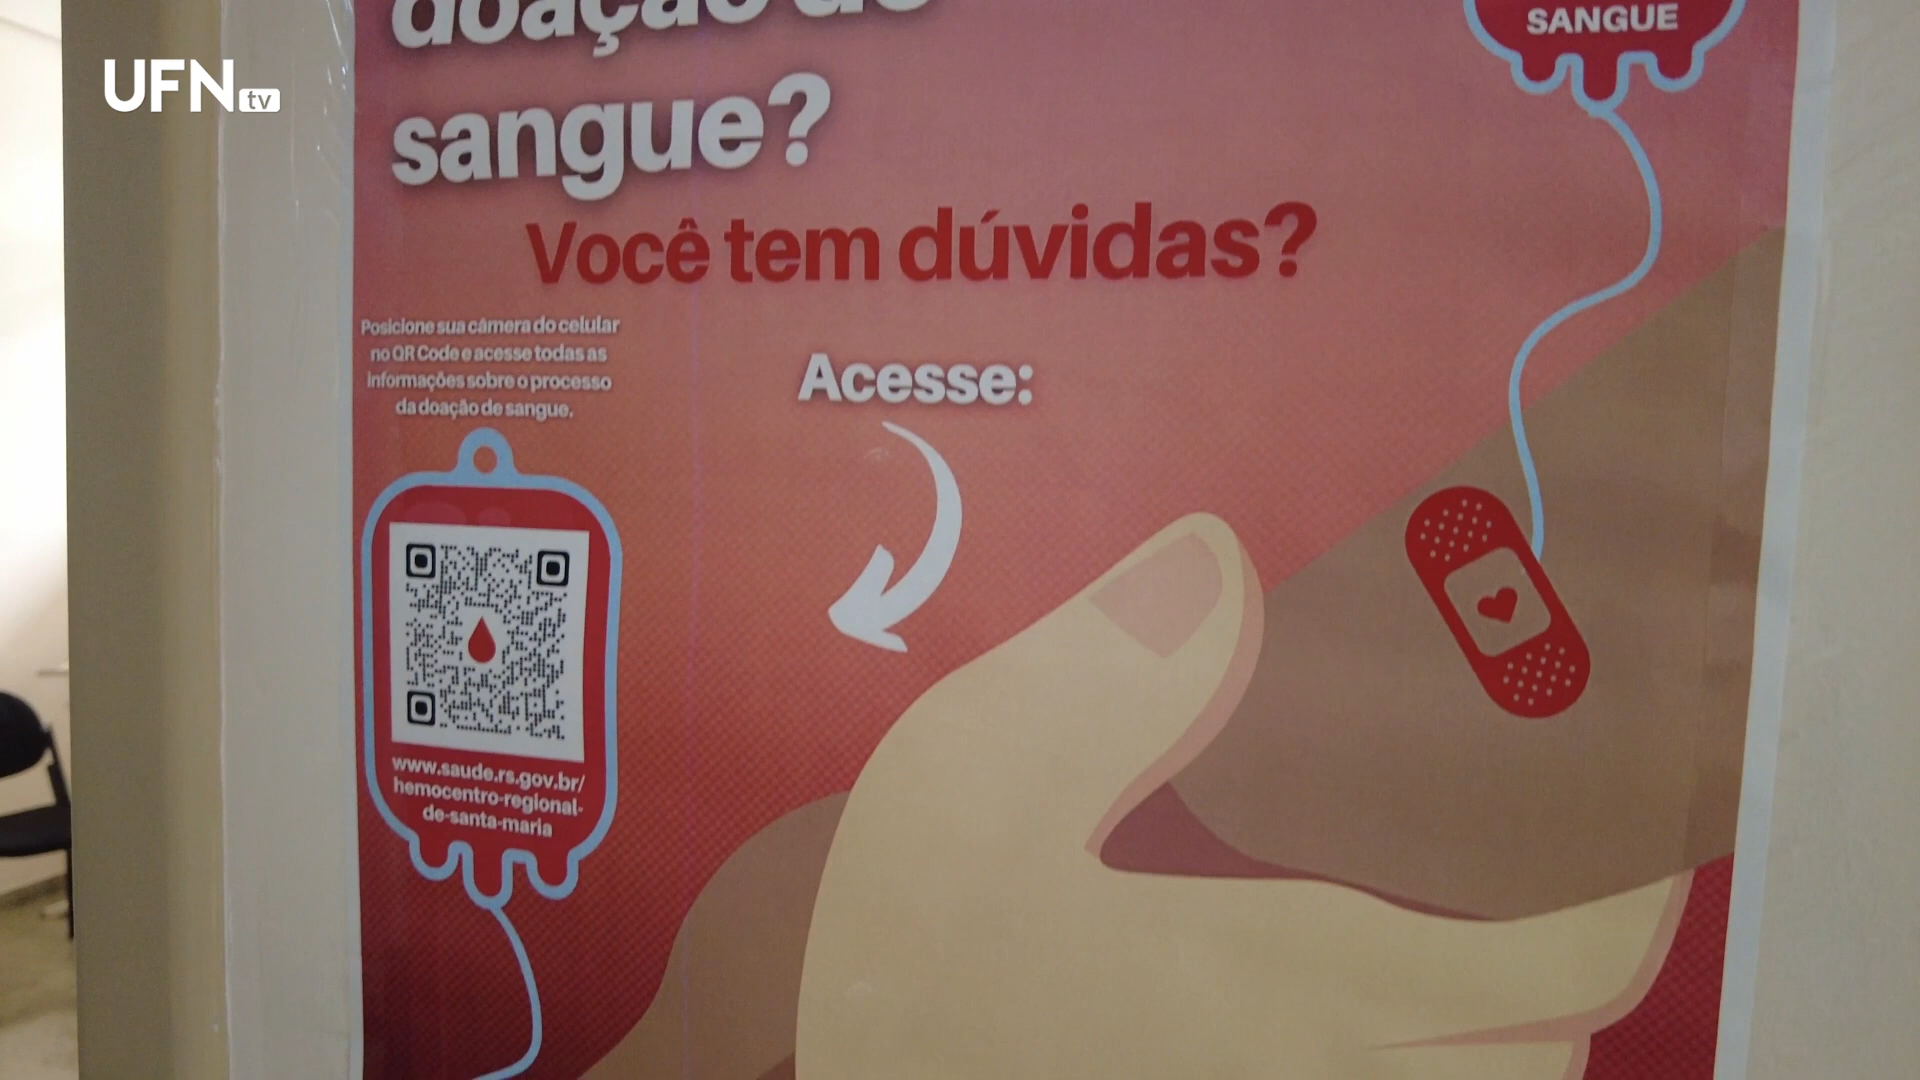 doação de
sangue?
SANGUE
UFN tv
Você tem dúvidas?
Posicione sua câmera do celular
no QR Code e acesse todas as
informações sobre o processo
da doação de sangue.
Acesse:
www.saude.rs.gov.br/
hemocentro-regional-
de-santa-maria